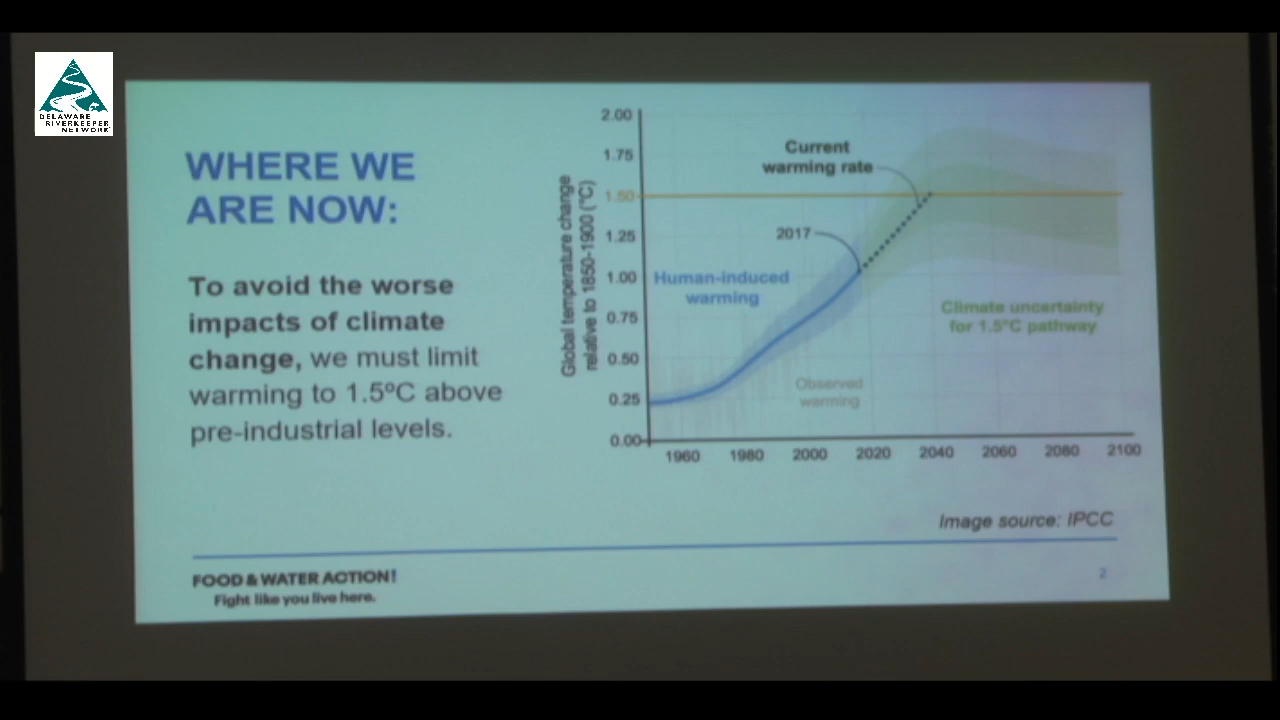 DELAWARE
RIVERKEEPER
NETWORK
WHERE WE
ARE NOW:
To avoid the worse
impacts of climate
change, we must limit
warming to 1.5ºC above
pre-industrial levels.
Global temperature change
relative to 1850-1900 (°C)
2.00
1.75
1.50
1.25
1.00
0.75
0.50
0.25
0.00
Current
warming rate
2017
Human-induced
warming
Climate uncertainty
for 1.5°C pathway
Observed
warming
1960 1980 2000 2020 2040 2060 2080 2100
Image source: IPCC
FOOD & WATER ACTION!
Fight like you live here.
2